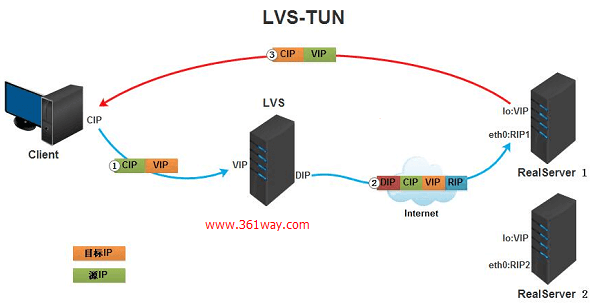 LVS-TUN
3 CIP VIP
LVS
CIP
lo:VIP
eth0:RIP1
Client
1 CIP VIP
VIP
DIP
2 DIP CIP VIP RIP
Internet
RealServer 1
www.361way.com
lo:VIP
目标IP
源IP
eth0:RIP2
RealServer 2